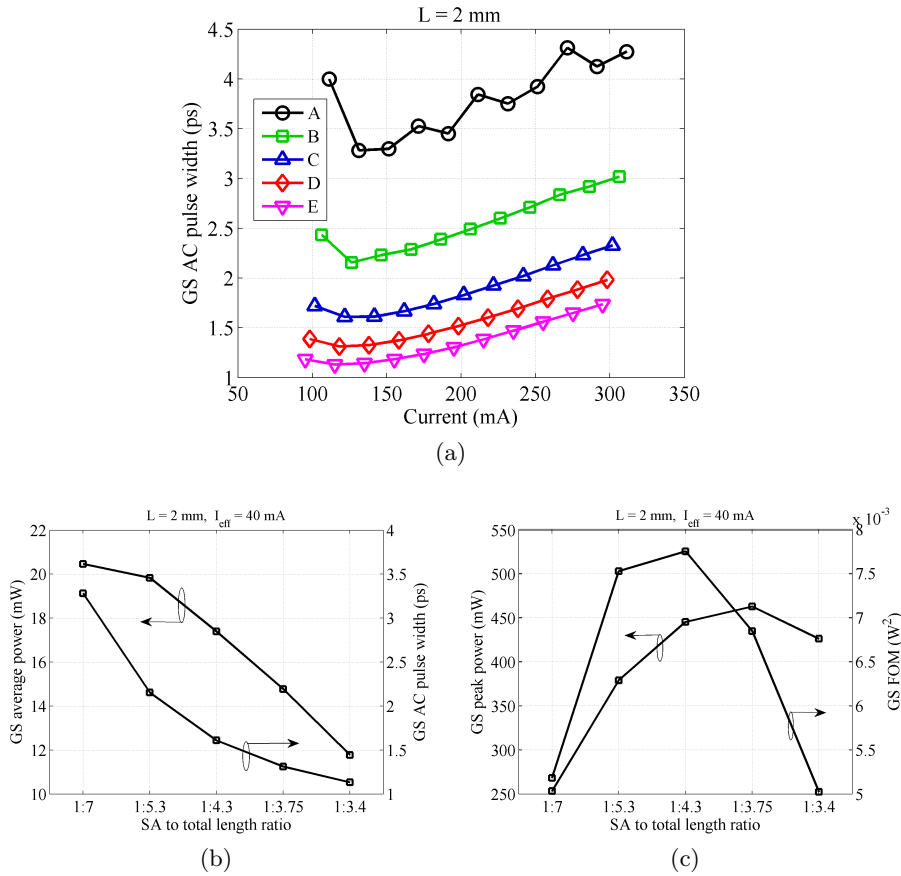 L = 2 mm
4.5
4
3.5
3
2.5
2
1.5
1
GS AC pulse width (ps)
A
B
C
D
E
50 100 150 200 250 300 350
Current (mA)
(a)
L = 2 mm, I_eff = 40 mA
22
20
18
16
14
12
10
GS average power (mW)
4
3.5
3
2.5
2
1.5
1
GS AC pulse width (ps)
1:7 1:5.3 1:4.3 1:3.75 1:3.4
SA to total length ratio
(b)
L = 2 mm, I_eff = 40 mA
x 10^-3
550
500
450
400
350
300
250
GS peak power (mW)
8
7.5
7
6.5
6
5.5
5
GS FOM (W²)
1:7 1:5.3 1:4.3 1:3.75 1:3.4
SA to total length ratio
(c)